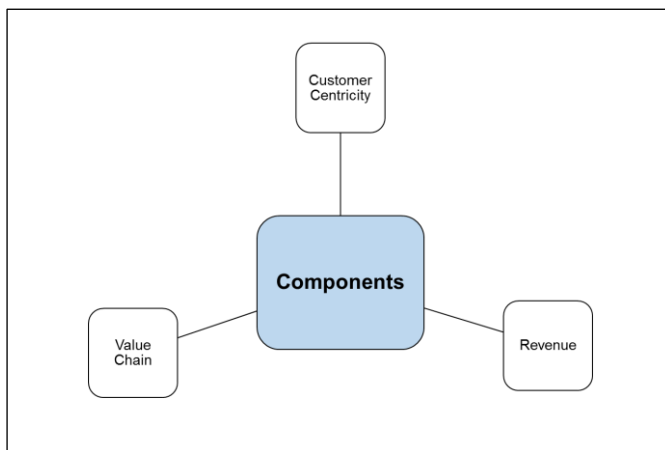 Customer
Centricity
Components
Value
Chain
Revenue